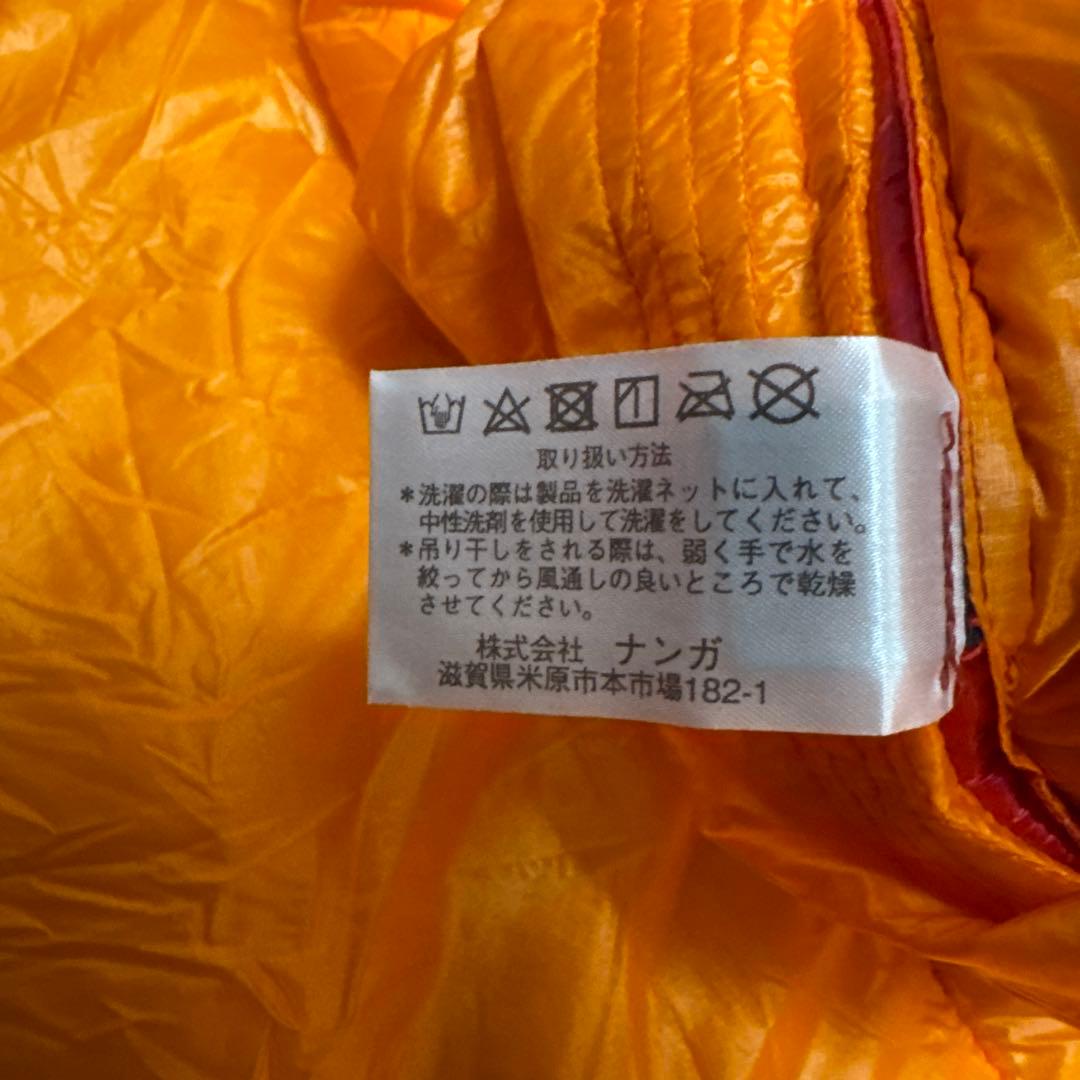 取り扱い方法
*洗濯の際は製品を洗濯ネットに入れて、
中性洗剤を使用して洗濯をしてください。
*吊り干しをされる際は、弱く手で水を
絞ってから風通しの良いところで乾燥
させてください。
株式会社 ナンガ
滋賀県米原市本市場182-1